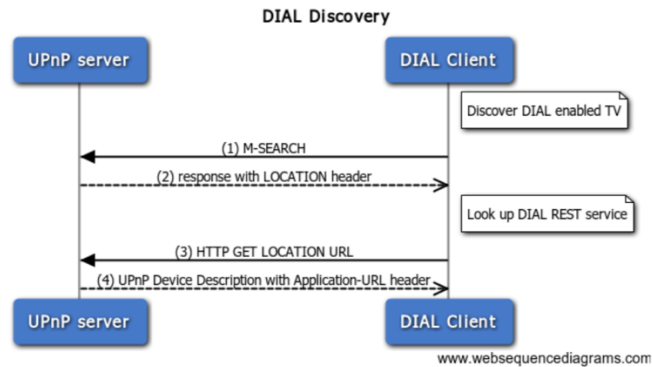 DIAL Discovery
UPnP server
DIAL Client
Discover DIAL enabled TV
(1) M-SEARCH
(2) response with LOCATION header
Look up DIAL REST service
(3) HTTP GET LOCATION URL
(4) UPnP Device Description with Application-URL header
UPnP server
DIAL Client
www.websequencediagrams.com